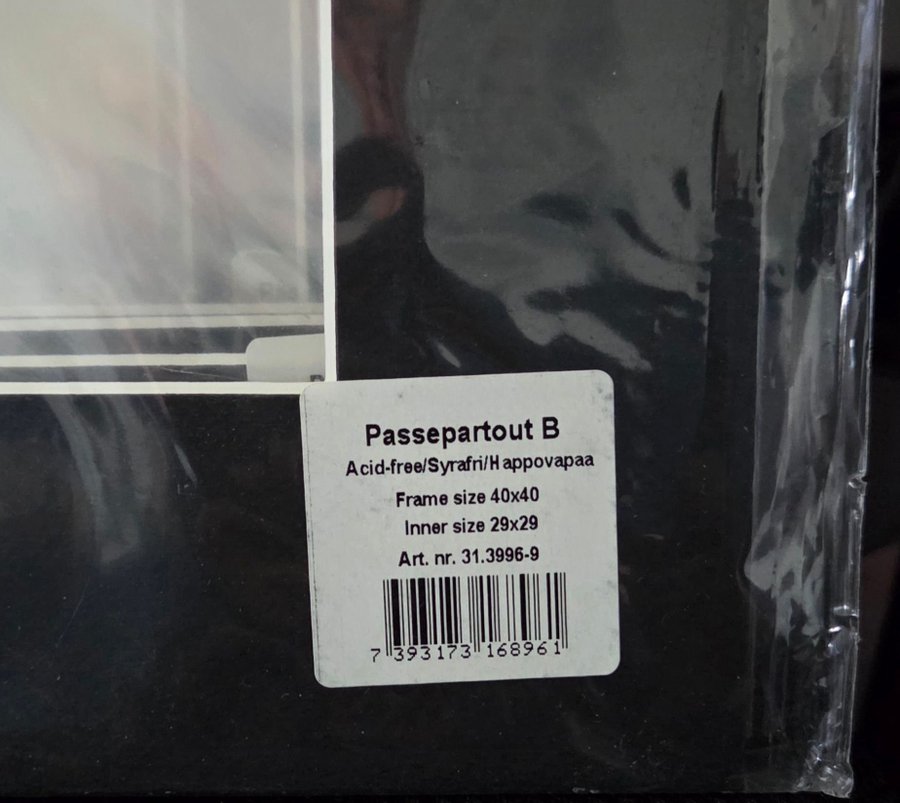 Passepartout B
Acid-free/Syrafri/Happovapaa
Frame size 40x40
Inner size 29x29
Art. nr. 31.3996-9
7 393173 168961